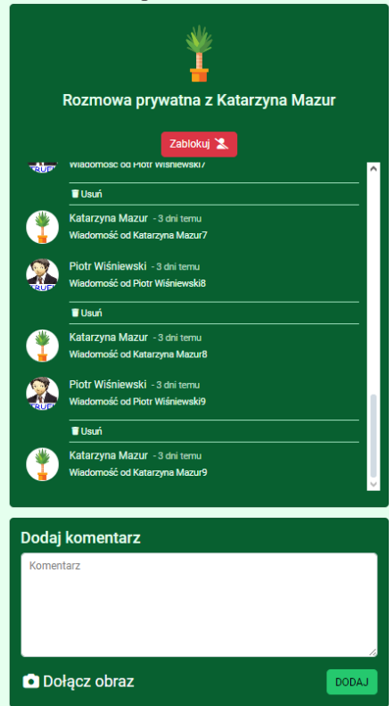 Rozmowa prywatna z Katarzyna Mazur
Zablokuj
Wiadomość od Piotr Wiśniewski7
Usuń
Katarzyna Mazur - 3 dni temu
Wiadomość od Katarzyna Mazur7
Piotr Wiśniewski - 3 dni temu
Wiadomość od Piotr Wiśniewski8
Usuń
Katarzyna Mazur - 3 dni temu
Wiadomość od Katarzyna Mazur8
Piotr Wiśniewski - 3 dni temu
Wiadomość od Piotr Wiśniewski9
Usuń
Katarzyna Mazur - 3 dni temu
Wiadomość od Katarzyna Mazur9
Dodaj komentarz
Komentarz
Dołącz obraz
DODAJ